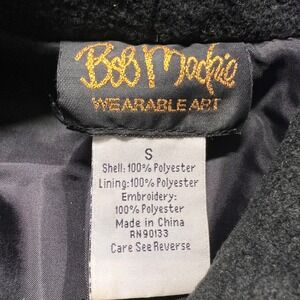 Bob Mackie
WEARABLE ART
S
Shell: 100% Polyester
Lining: 100% Polyester
Embroidery:
100% Polyester
Made in China
RN90133
Care See Reverse